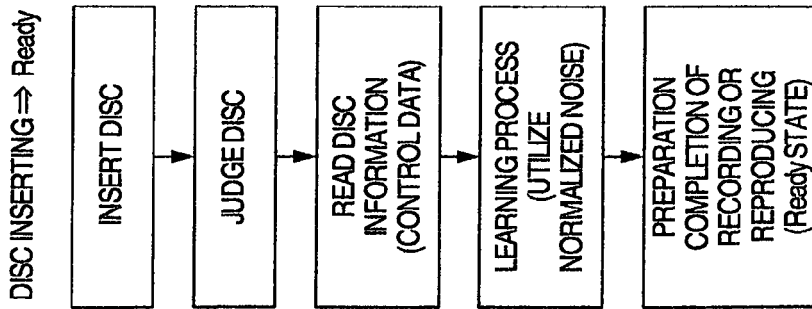 DISC INSERTING ⇒ Ready
INSERT DISC
JUDGE DISC
READ DISC
INFORMATION
(CONTROL DATA)
LEARNING PROCESS
(UTILIZE
NORMALIZED NOISE)
PREPARATION
COMPLETION OF
RECORDING OR
REPRODUCING
(Ready STATE)